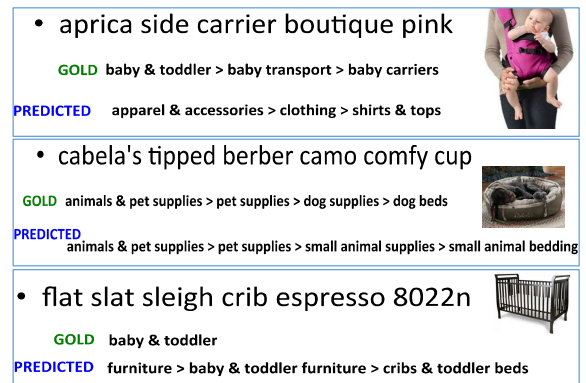 • aprica side carrier boutique pink
GOLD baby & toddler > baby transport > baby carriers
PREDICTED apparel & accessories > clothing > shirts & tops
• cabela's tipped berber camo comfy cup
GOLD animals & pet supplies > pet supplies > dog supplies > dog beds
PREDICTED
animals & pet supplies > pet supplies > small animal supplies > small animal bedding
• flat slat sleigh crib espresso 8022n
GOLD baby & toddler
PREDICTED furniture > baby & toddler furniture > cribs & toddler beds